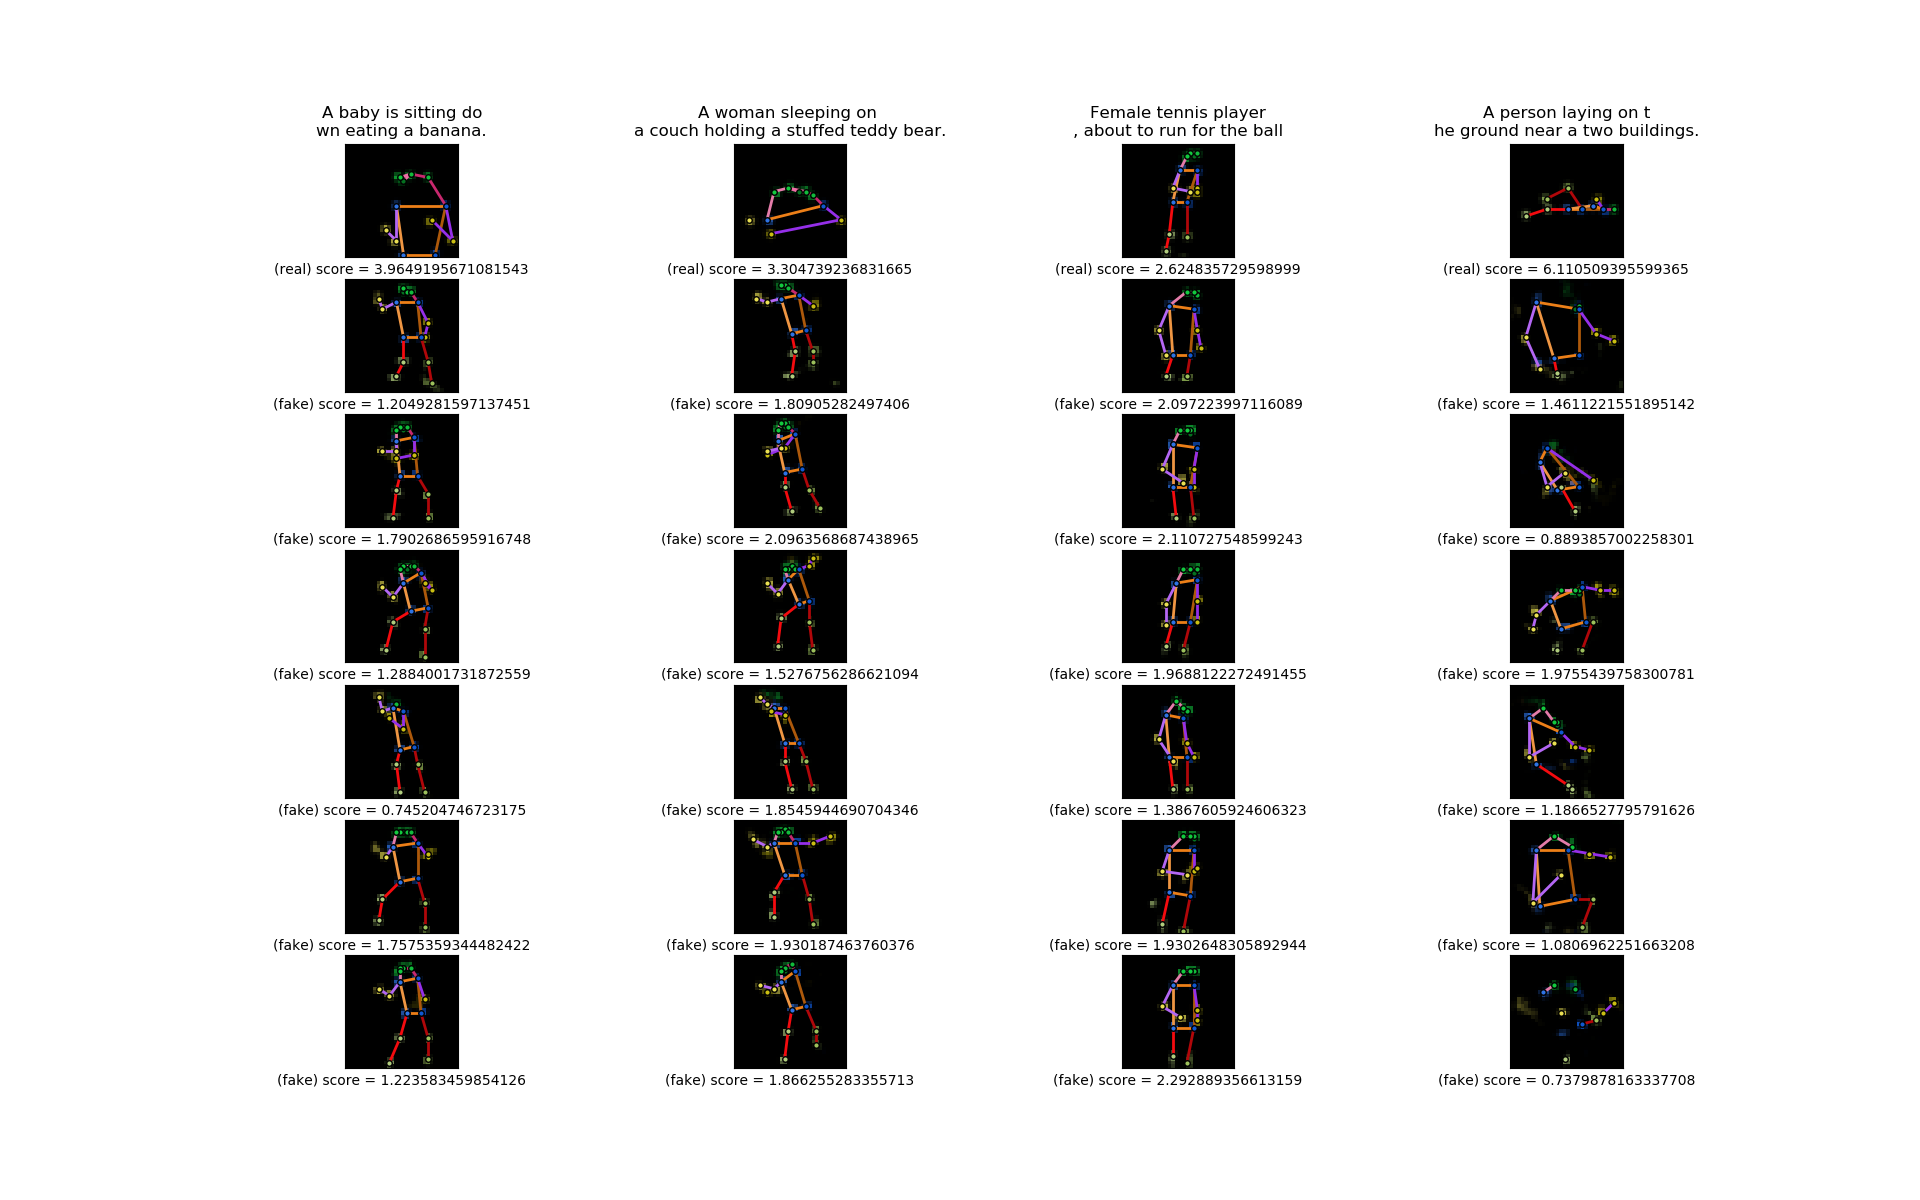 A baby is sitting do
wn eating a banana.
A woman sleeping on
a couch holding a stuffed teddy bear.
Female tennis player
, about to run for the ball
A person laying on t
he ground near a two buildings.
(real) score = 3.9649195671081543
(real) score = 3.304739236831665
(real) score = 2.624835729598999
(real) score = 6.110509395599365
(fake) score = 1.2049281597137451
(fake) score = 1.80905282497406
(fake) score = 2.097223997116089
(fake) score = 1.4611221551895142
(fake) score = 1.7902686595916748
(fake) score = 2.0963568687438965
(fake) score = 2.110727548599243
(fake) score = 0.8893857002258301
(fake) score = 1.2884001731872559
(fake) score = 1.5276756286621094
(fake) score = 1.9688122272491455
(fake) score = 1.9755439758300781
(fake) score = 0.745204746723175
(fake) score = 1.8545944690704346
(fake) score = 1.3867605924606323
(fake) score = 1.1866527795791626
(fake) score = 1.7575359344482422
(fake) score = 1.930187463760376
(fake) score = 1.9302648305892944
(fake) score = 1.0806962251663208
(fake) score = 1.223583459854126
(fake) score = 1.866255283355713
(fake) score = 2.292889356613159
(fake) score = 0.7379878163337708